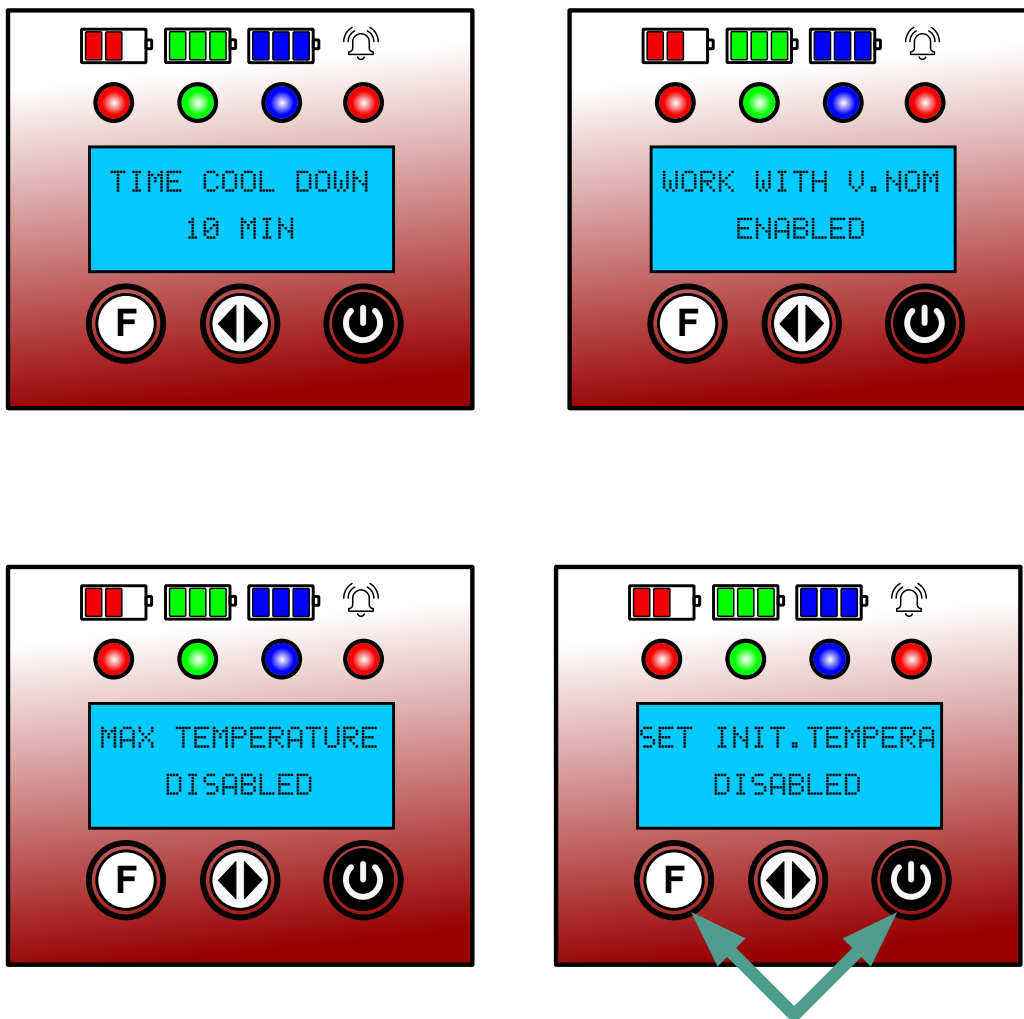 TIME COOL DOWN
10 MIN
F
WORK WITH V.NOM
ENABLED
F
MAX TEMPERATURE
DISABLED
F
SET INIT.TEMPERA
DISABLED
F